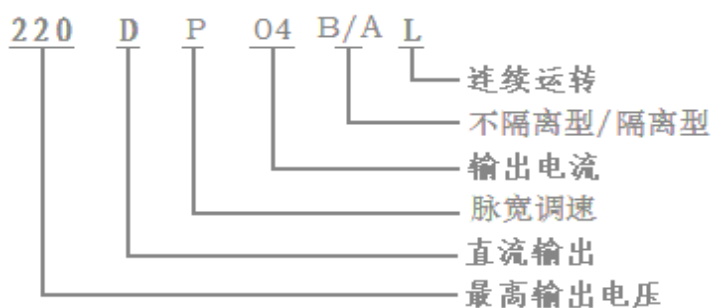 220 D P 04 B/A L
连续运转
不隔离型/隔离型
输出电流
脉宽调速
直流输出
最高输出电压